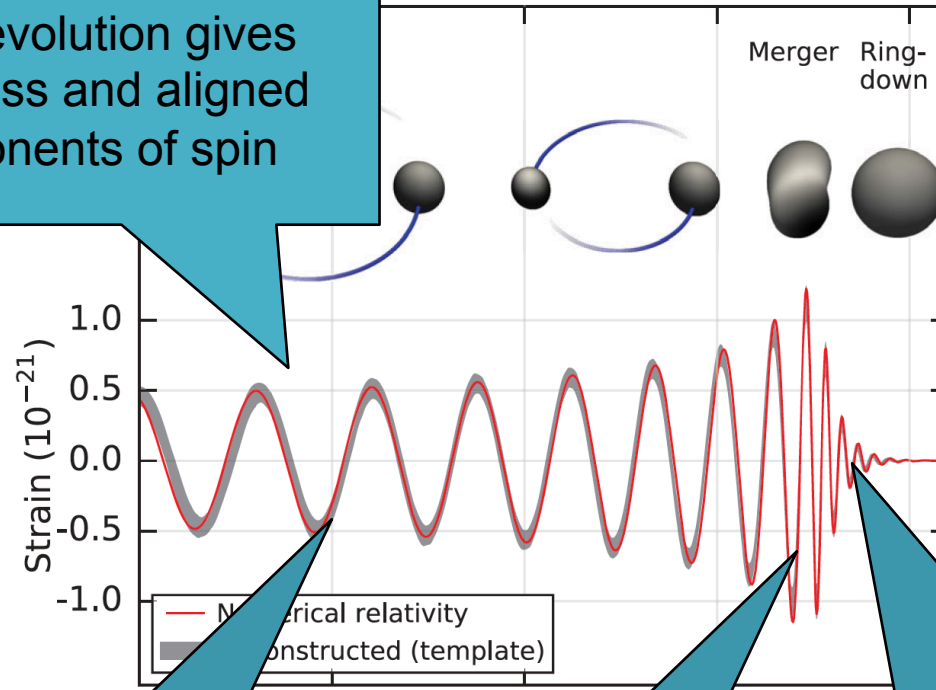 evolution gives
ss and aligned
onents of spin
Merger Ring-
down
1.0
0.5
0.0
-0.5
-1.0
Strain (10⁻²¹)
N erical relativity
onstructed (template)